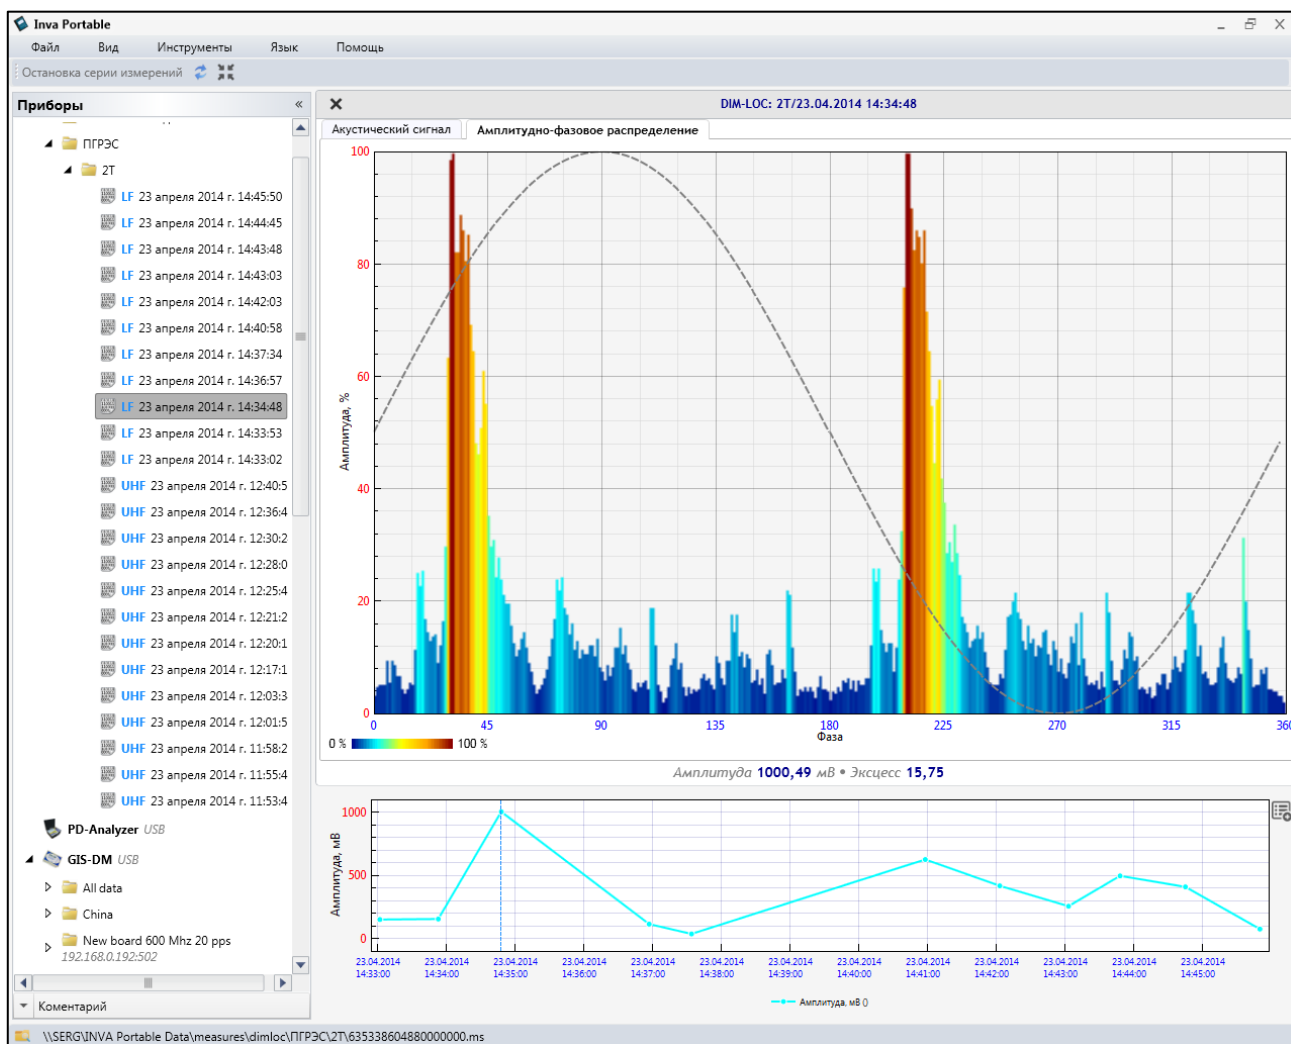 Inva Portable
Файл Вид Инструменты Язык Помощь
Остановка серии измерений
Приборы «
ПГРЭС
2T
LF 23 апреля 2014 г. 14:45:50
LF 23 апреля 2014 г. 14:44:45
LF 23 апреля 2014 г. 14:43:48
LF 23 апреля 2014 г. 14:43:03
LF 23 апреля 2014 г. 14:42:03
LF 23 апреля 2014 г. 14:40:58
LF 23 апреля 2014 г. 14:37:34
LF 23 апреля 2014 г. 14:36:57
LF 23 апреля 2014 г. 14:34:48
LF 23 апреля 2014 г. 14:33:53
LF 23 апреля 2014 г. 14:33:02
UHF 23 апреля 2014 г. 12:40:5
UHF 23 апреля 2014 г. 12:36:4
UHF 23 апреля 2014 г. 12:30:2
UHF 23 апреля 2014 г. 12:28:0
UHF 23 апреля 2014 г. 12:25:4
UHF 23 апреля 2014 г. 12:21:2
UHF 23 апреля 2014 г. 12:20:1
UHF 23 апреля 2014 г. 12:17:1
UHF 23 апреля 2014 г. 12:03:3
UHF 23 апреля 2014 г. 12:01:5
UHF 23 апреля 2014 г. 11:58:2
UHF 23 апреля 2014 г. 11:55:4
UHF 23 апреля 2014 г. 11:53:4
PD-Analyzer USB
GIS-DM USB
All data
China
New board 600 Mhz 20 pps
192.168.0.192:502
Коментарий
DIM-LOC: 2T/23.04.2014 14:34:48
Акустический сигнал Амплитудно-фазовое распределение
100
80
60
40
20
0
Амплитуда, %
0 45 90 135 180 225 270 315 360
Фаза
0 % 100 %
Амплитуда 1000,49 мВ • Эксцесс 15,75
1000
500
0
Амплитуда, мВ
23.04.2014 23.04.2014 23.04.2014 23.04.2014 23.04.2014 23.04.2014 23.04.2014 23.04.2014 23.04.2014 23.04.2014 23.04.2014 23.04.2014 23.04.2014
14:33:00 14:34:00 14:35:00 14:36:00 14:37:00 14:38:00 14:39:00 14:40:00 14:41:00 14:42:00 14:43:00 14:44:00 14:45:00
Амплитуда, мВ ()
\\SERG\INVA Portable Data\measures\dimloc\ПГРЭС\2T\635338604880000000.ms